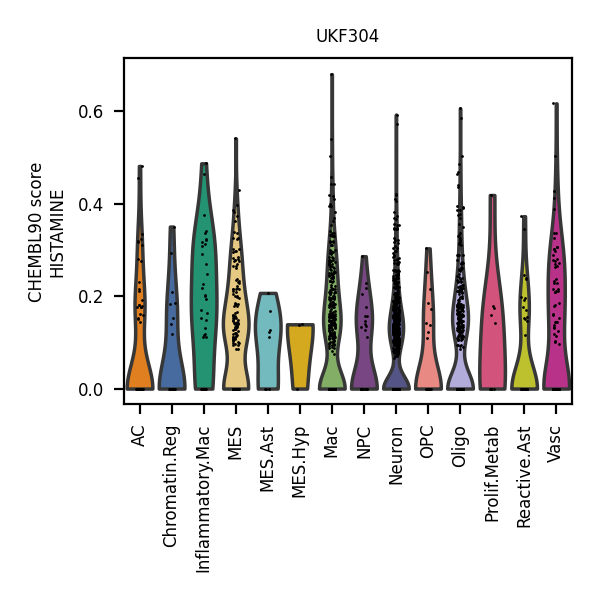 UKF304
CHEMBL90 score
HISTAMINE
0.6
0.4
0.2
0.0
AC
Chromatin.Reg
Inflammatory.Mac
MES
MES.Ast
MES.Hyp
Mac
NPC
Neuron
OPC
Oligo
Prolif.Metab
Reactive.Ast
Vasc